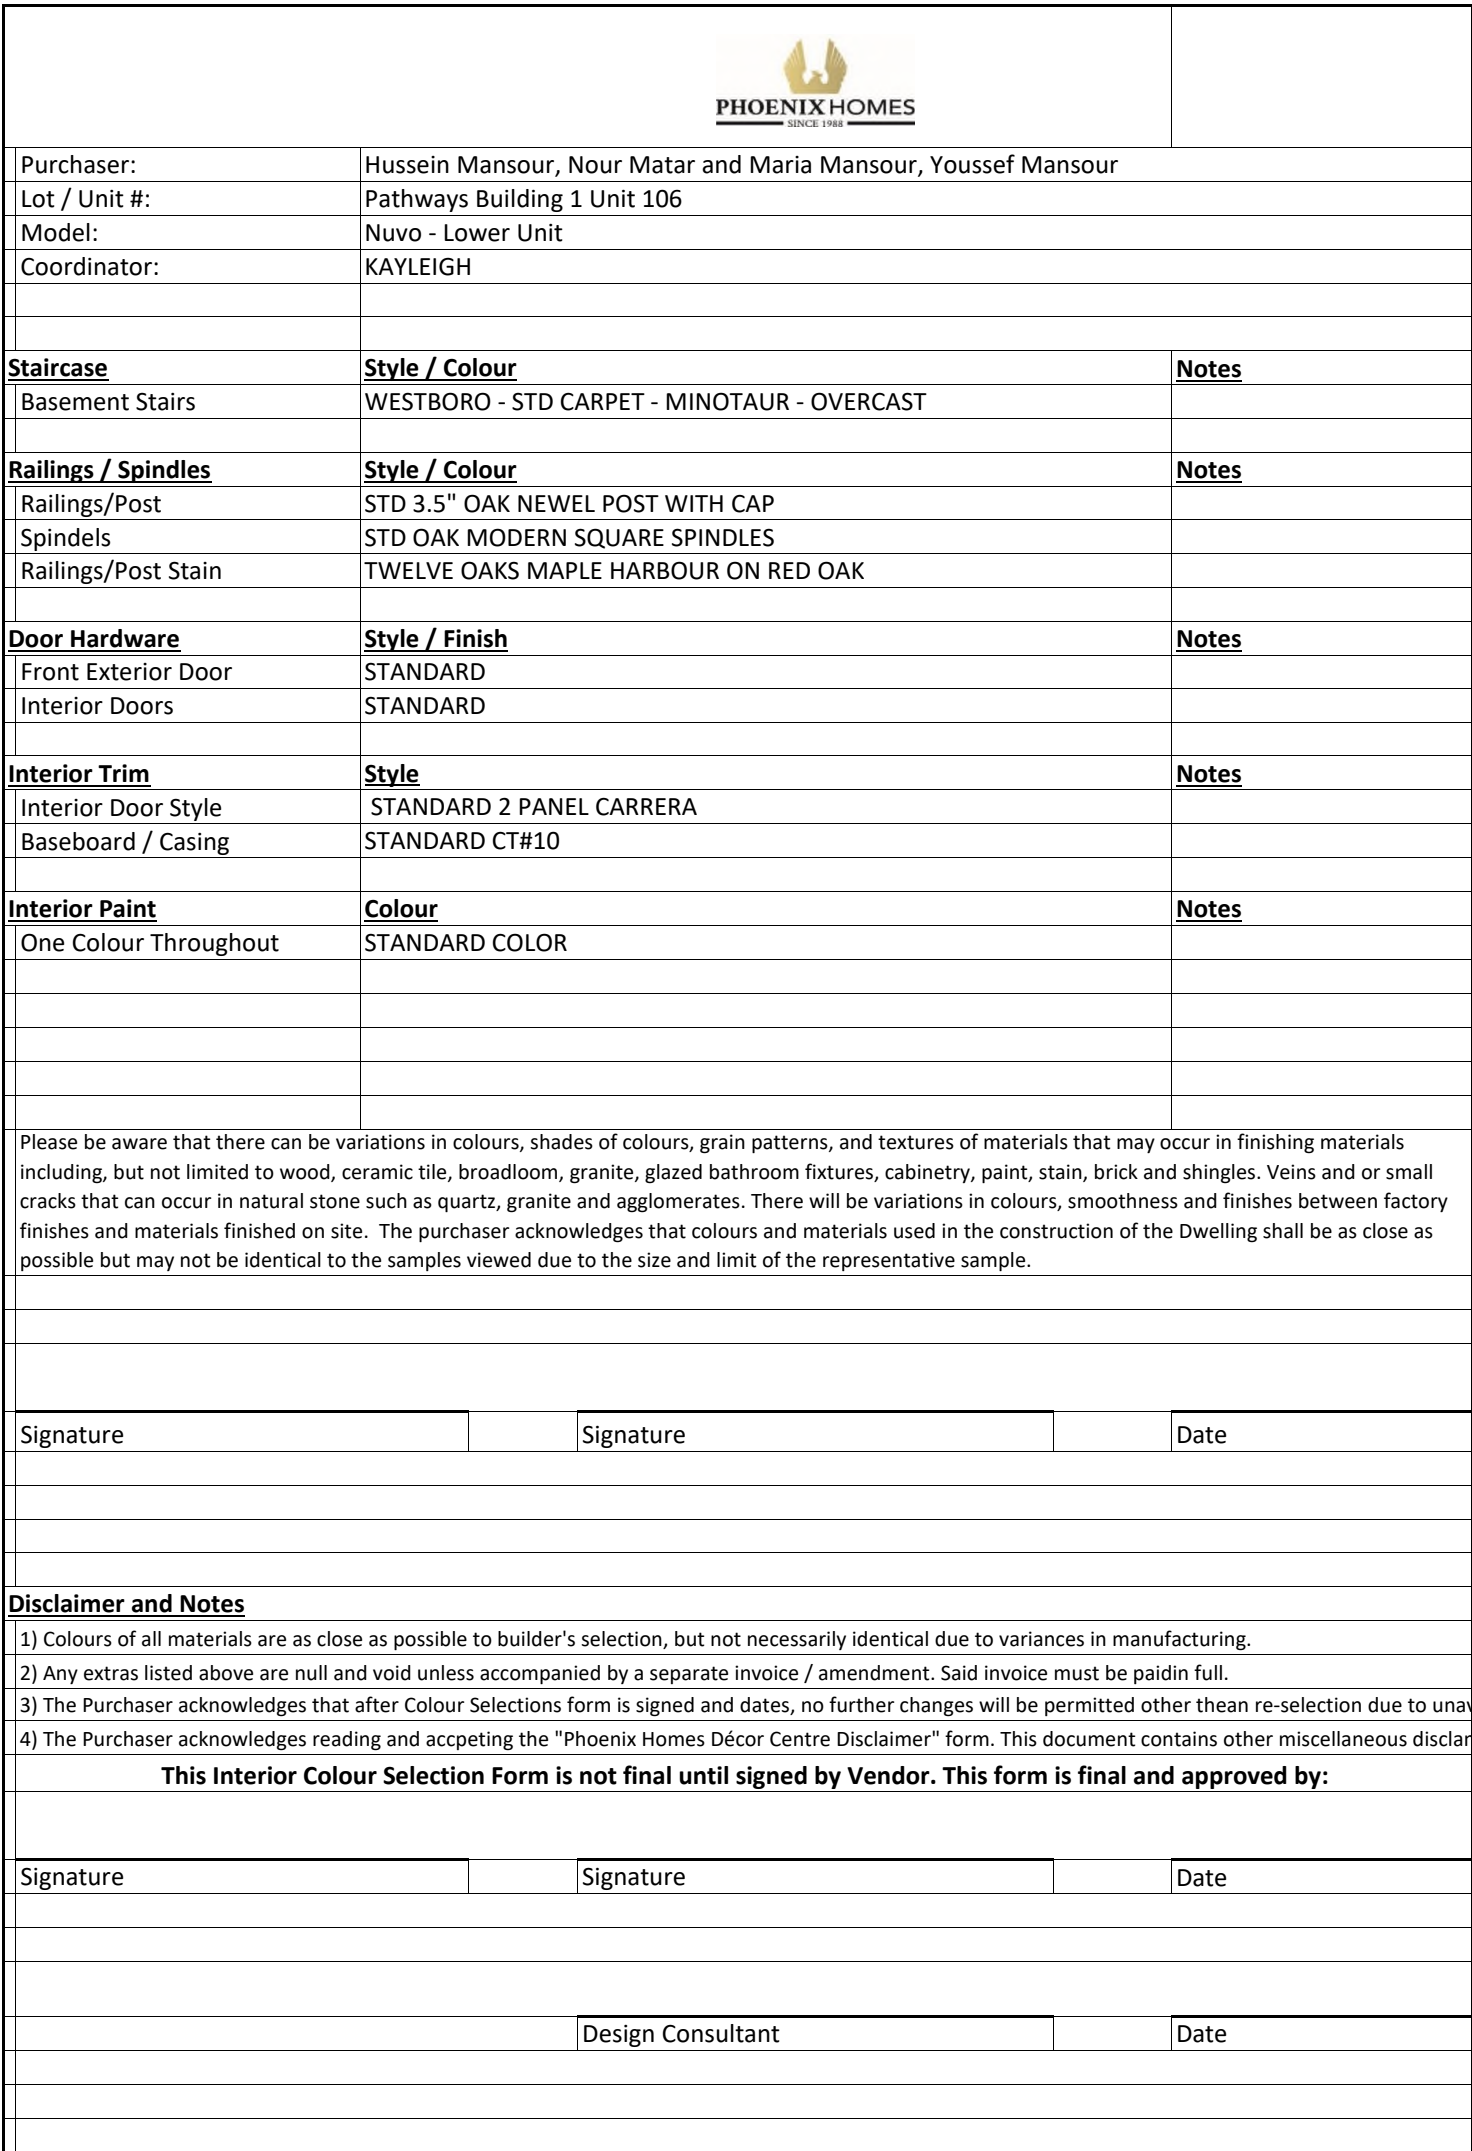 PHOENIX HOMES
SINCE 1988
Purchaser: Hussein Mansour, Nour Matar and Maria Mansour, Youssef Mansour
Lot / Unit #: Pathways Building 1 Unit 106
Model: Nuvo - Lower Unit
Coordinator: KAYLEIGH
Staircase Style / Colour Notes
Basement Stairs WESTBORO - STD CARPET - MINOTAUR - OVERCAST
Railings / Spindles Style / Colour Notes
Railings/Post STD 3.5" OAK NEWEL POST WITH CAP
Spindels STD OAK MODERN SQUARE SPINDLES
Railings/Post Stain TWELVE OAKS MAPLE HARBOUR ON RED OAK
Door Hardware Style / Finish Notes
Front Exterior Door STANDARD
Interior Doors STANDARD
Interior Trim Style Notes
Interior Door Style STANDARD 2 PANEL CARRERA
Baseboard / Casing STANDARD CT#10
Interior Paint Colour Notes
One Colour Throughout STANDARD COLOR
Please be aware that there can be variations in colours, shades of colours, grain patterns, and textures of materials that may occur in finishing materials
including, but not limited to wood, ceramic tile, broadloom, granite, glazed bathroom fixtures, cabinetry, paint, stain, brick and shingles. Veins and or small
cracks that can occur in natural stone such as quartz, granite and agglomerates. There will be variations in colours, smoothness and finishes between factory
finishes and materials finished on site. The purchaser acknowledges that colours and materials used in the construction of the Dwelling shall be as close as
possible but may not be identical to the samples viewed due to the size and limit of the representative sample.
Signature Signature Date
Disclaimer and Notes
1) Colours of all materials are as close as possible to builder's selection, but not necessarily identical due to variances in manufacturing.
2) Any extras listed above are null and void unless accompanied by a separate invoice / amendment. Said invoice must be paidin full.
3) The Purchaser acknowledges that after Colour Selections form is signed and dates, no further changes will be permitted other thean re-selection due to
4) The Purchaser acknowledges reading and accpeting the "Phoenix Homes Décor Centre Disclaimer" form. This document contains other miscellaneous
This Interior Colour Selection Form is not final until signed by Vendor. This form is final and approved by:
Signature Signature Date
Design Consultant Date